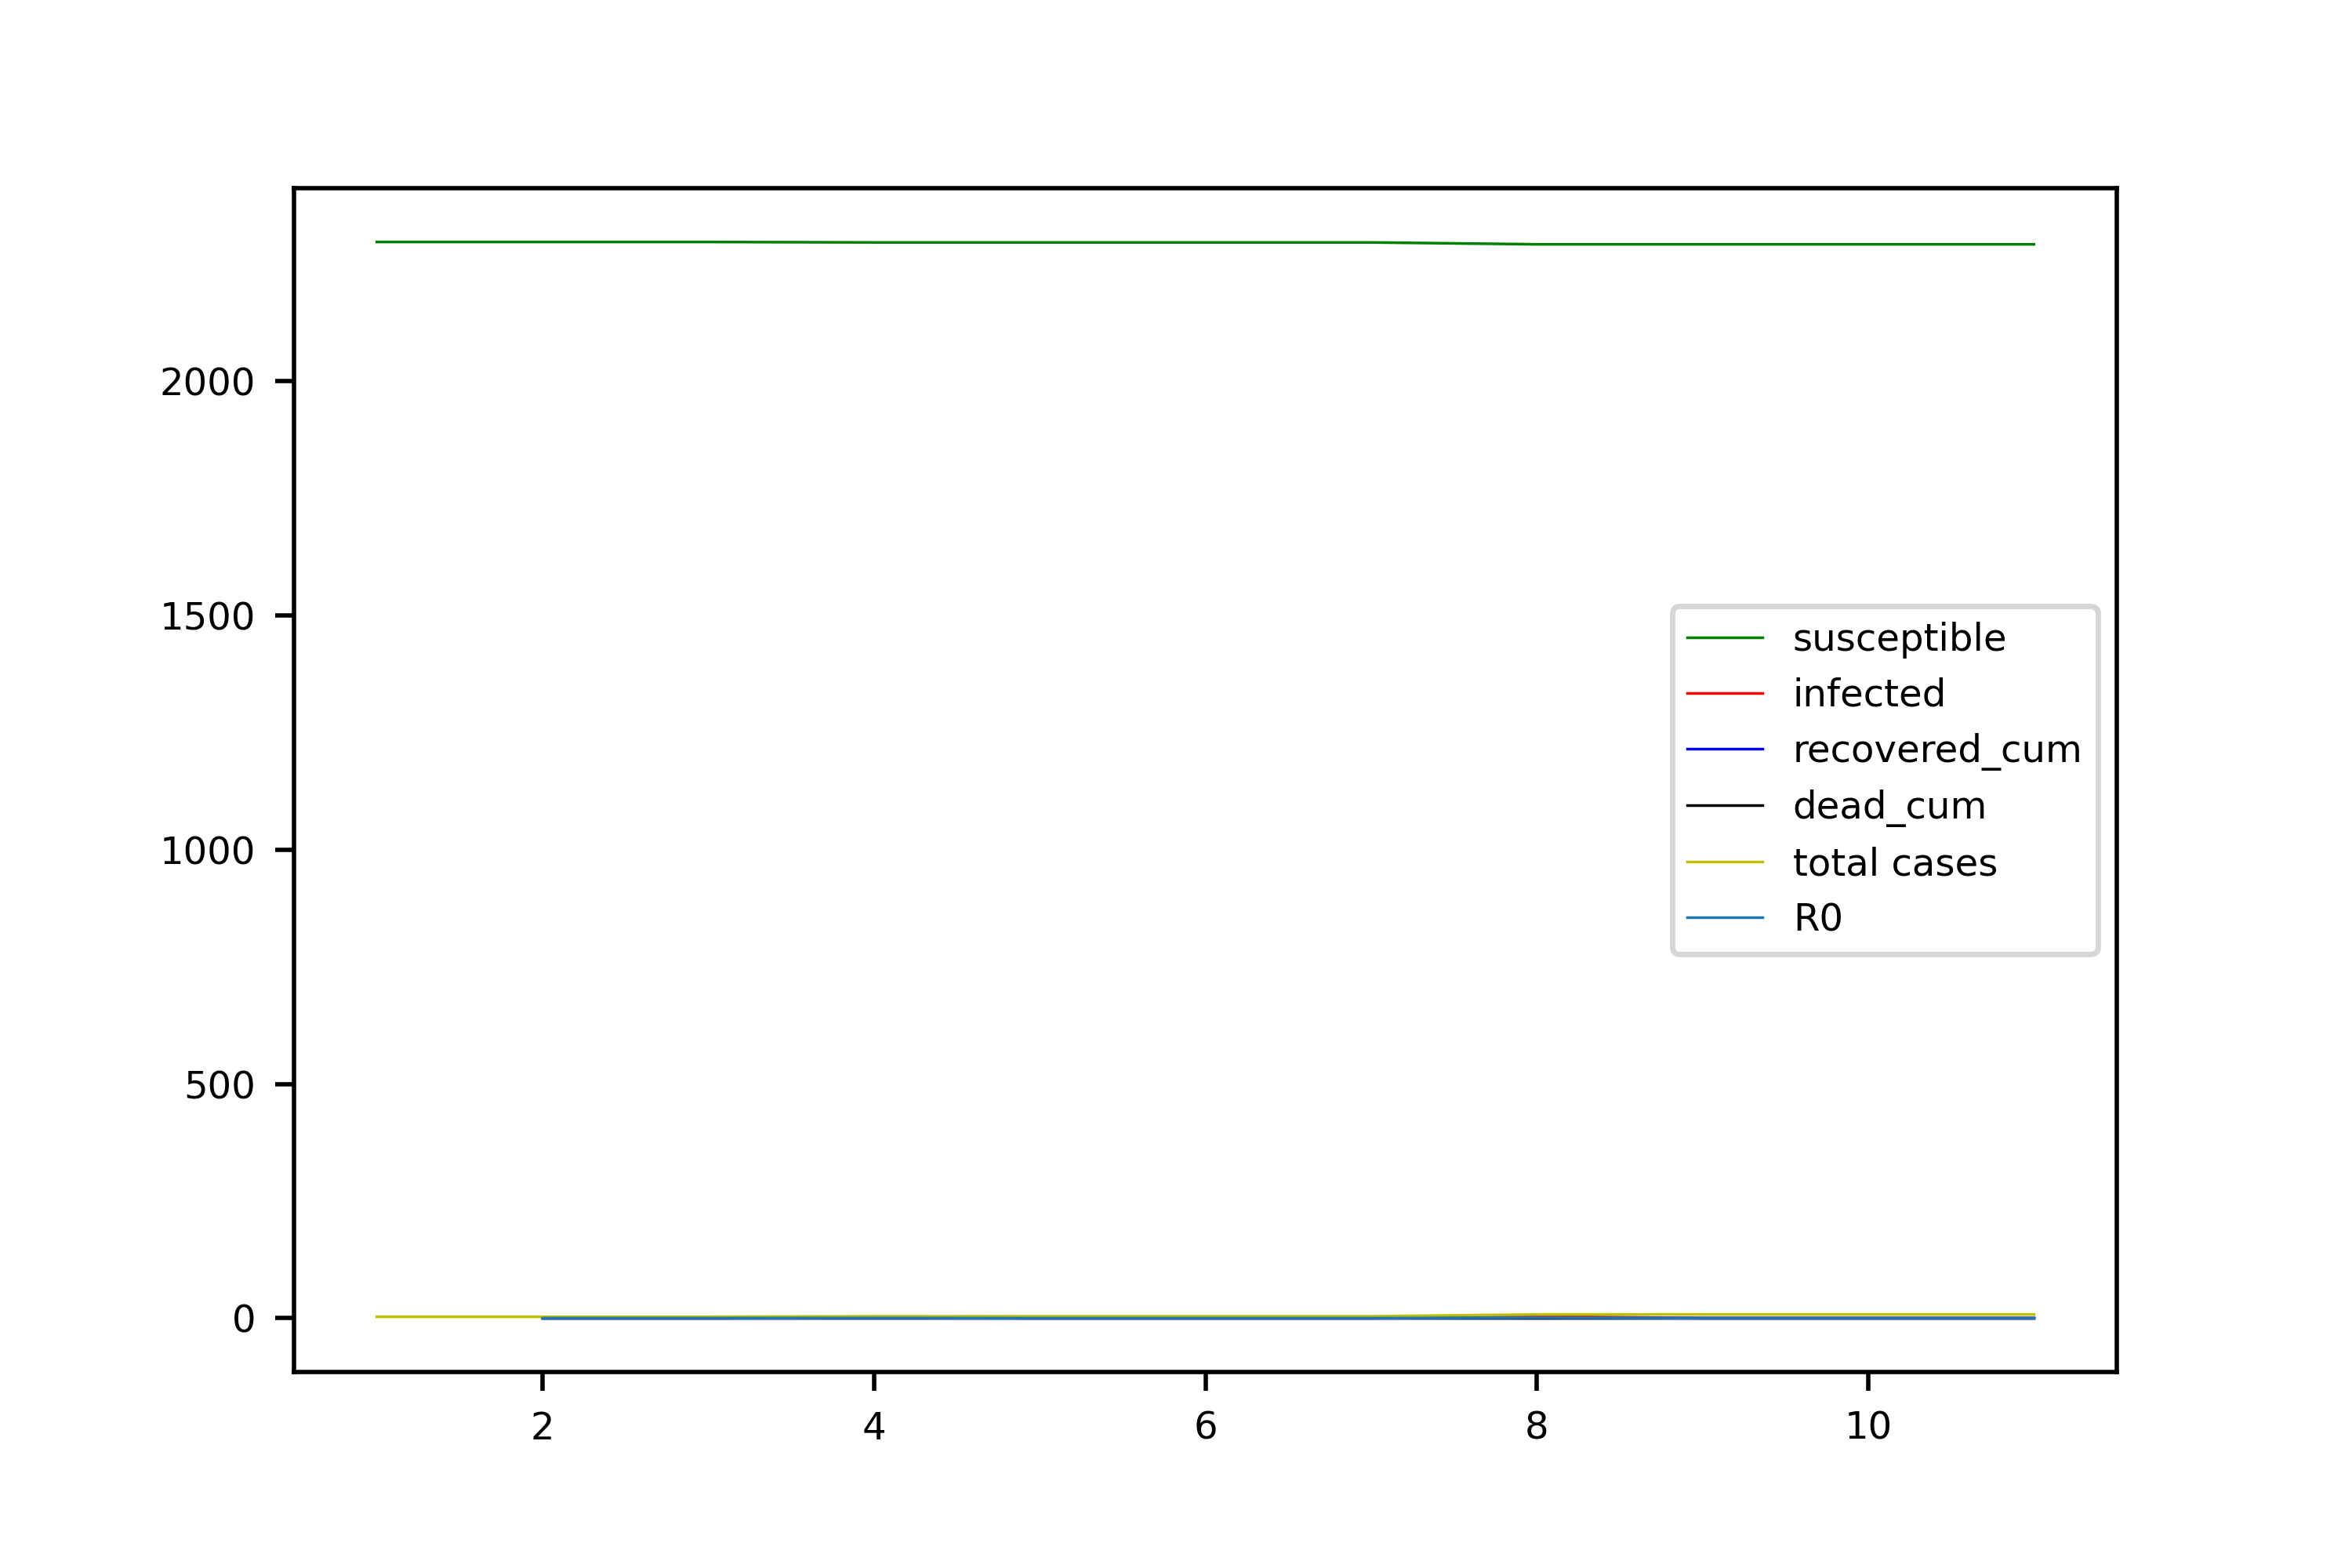 2000
1500
1000
500
0
2 4 6 8 10
susceptible
infected
recovered_cum
dead_cum
total cases
R0